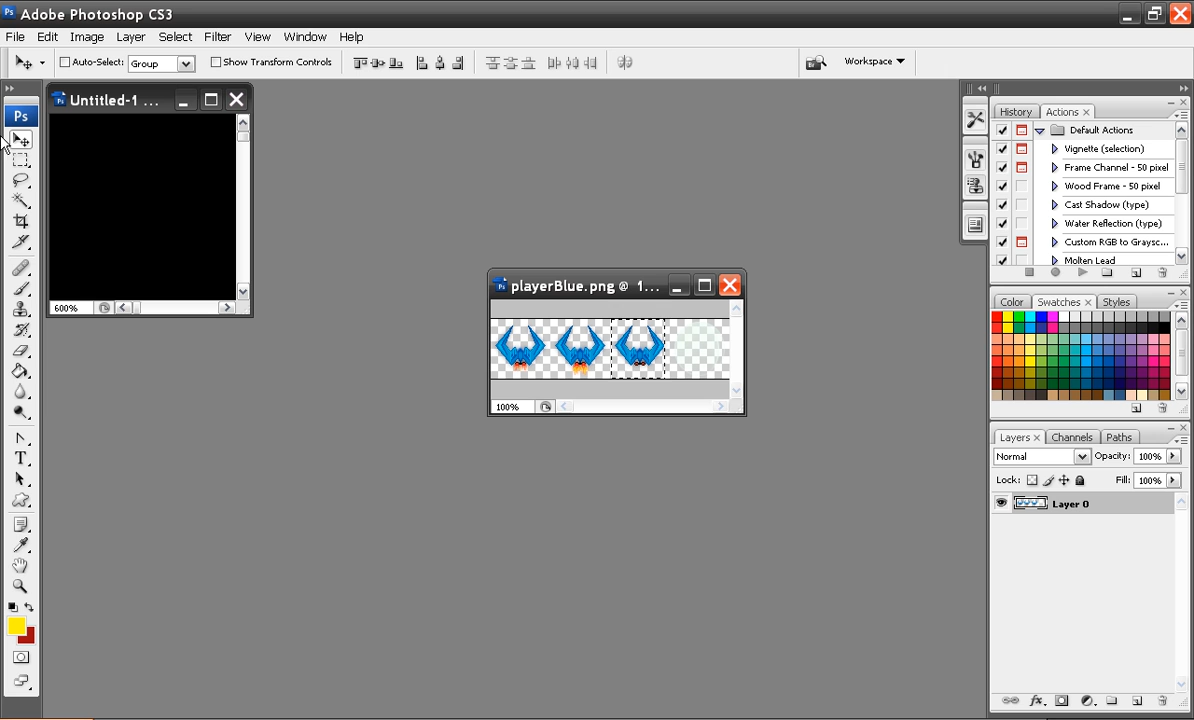 Ps Adobe Photoshop CS3
File Edit Image Layer Select Filter View Window Help
Auto-Select: Group Show Transform Controls Workspace ▼
Ps
Untitled-1 ...
600%
playerBlue.png @ 1...
100%
History Actions ×
Default Actions
Vignette (selection)
Frame Channel - 50 pixel
Wood Frame - 50 pixel
Cast Shadow (type)
Water Reflection (type)
Custom RGB to Graysc...
Molten Lead
Color Swatches × Styles
Layers × Channels Paths
Normal Opacity: 100%
Lock: Fill: 100%
Layer 0
T
fx